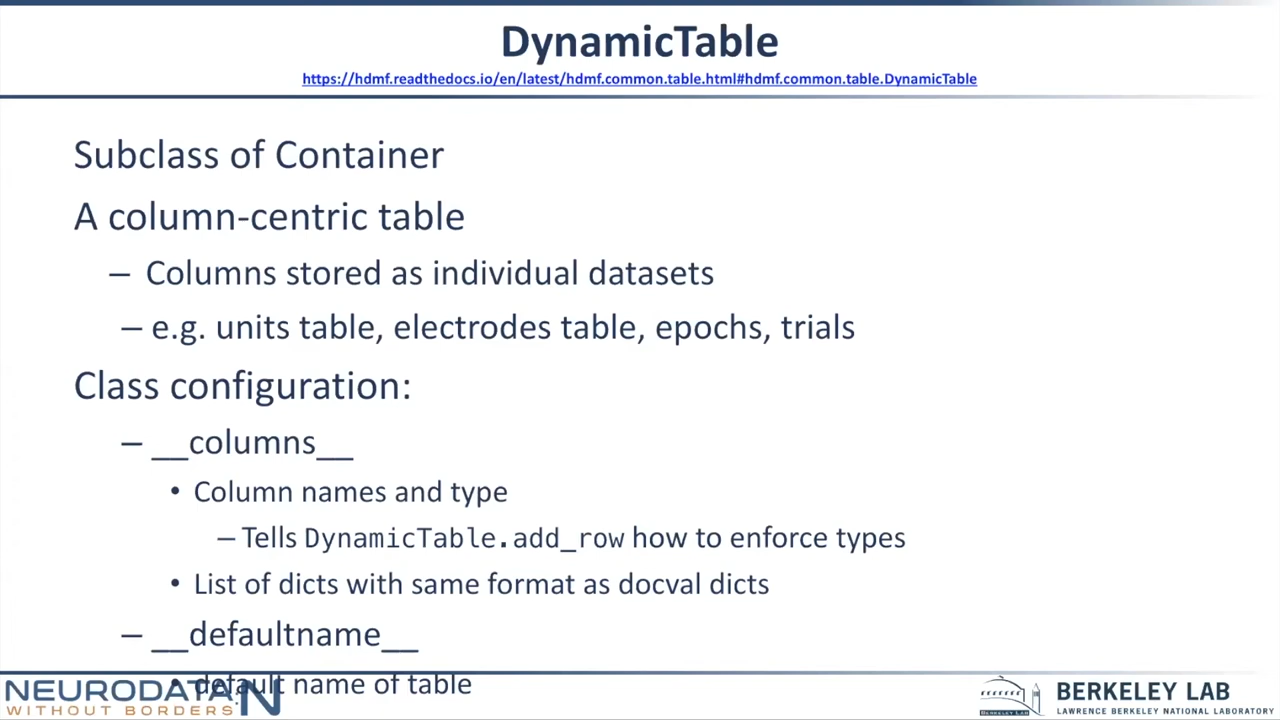 DynamicTable
https://hdmf.readthedocs.io/en/latest/hdmf.common.table.html#hdmf.common.table.DynamicTable
Subclass of Container
A column-centric table
– Columns stored as individual datasets
– e.g. units table, electrodes table, epochs, trials
Class configuration:
– __columns__
• Column names and type
– Tells DynamicTable.add_row how to enforce types
• List of dicts with same format as docval dicts
– __defaultname__
• default name of table
NEURODATA N
WITHOUT BORDERS
BERKELEY LAB
BERKELEY LAB
LAWRENCE BERKELEY NATIONAL LABORATORY